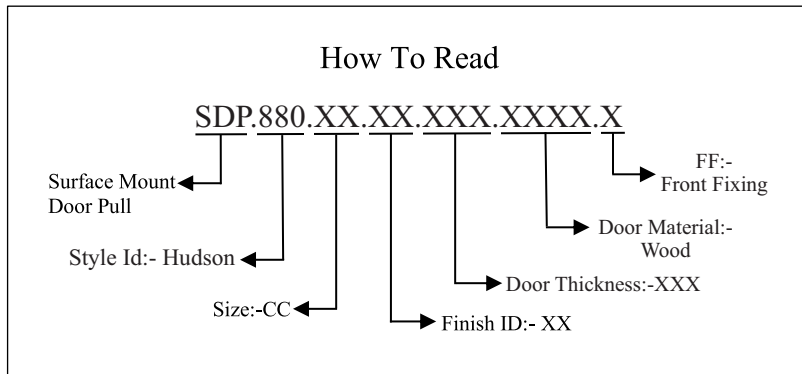 How To Read
SDP.880.XX.XX.XXX.XXXX.X
FF:-
Front Fixing
Surface Mount
Door Pull
Door Material:-
Wood
Style Id:- Hudson
Door Thickness:-XXX
Size:-CC
Finish ID:- XX